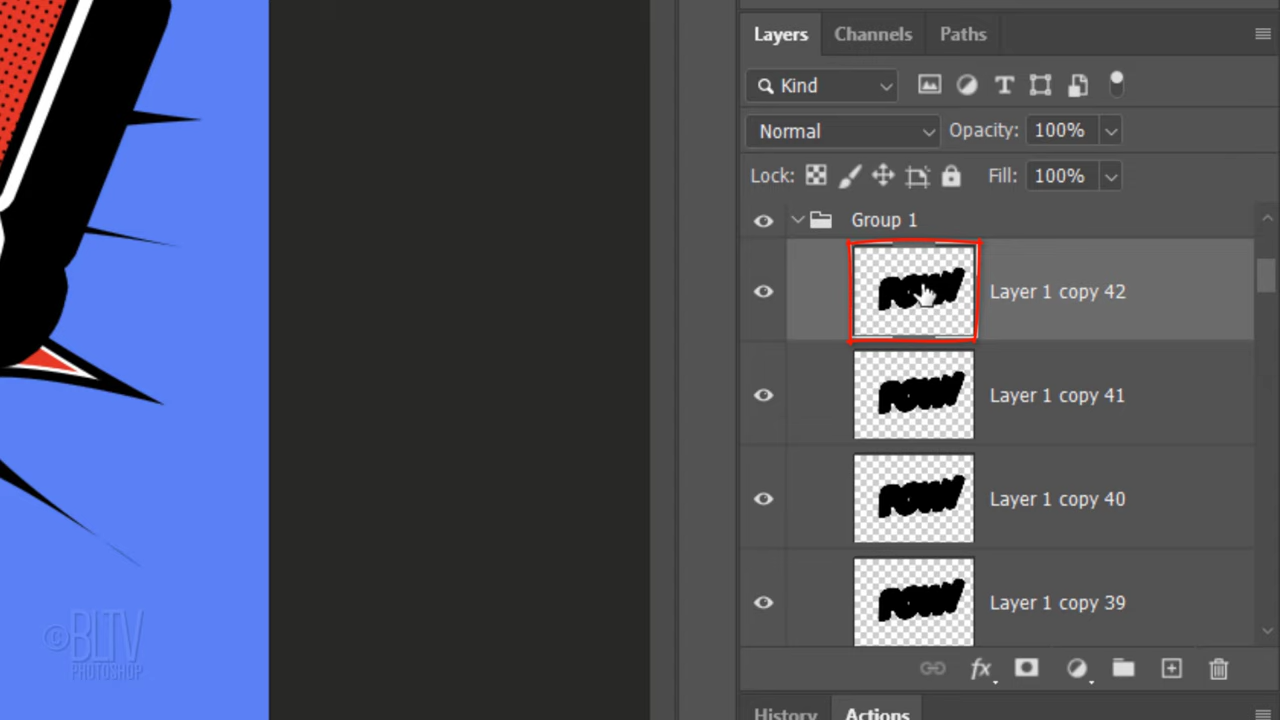 Layers Channels Paths
Kind
Normal Opacity: 100%
Lock: Fill: 100%
Group 1
POW Layer 1 copy 42
POW Layer 1 copy 41
POW Layer 1 copy 40
POW Layer 1 copy 39
fx
©BLTV
PHOTOSHOP
History Actions